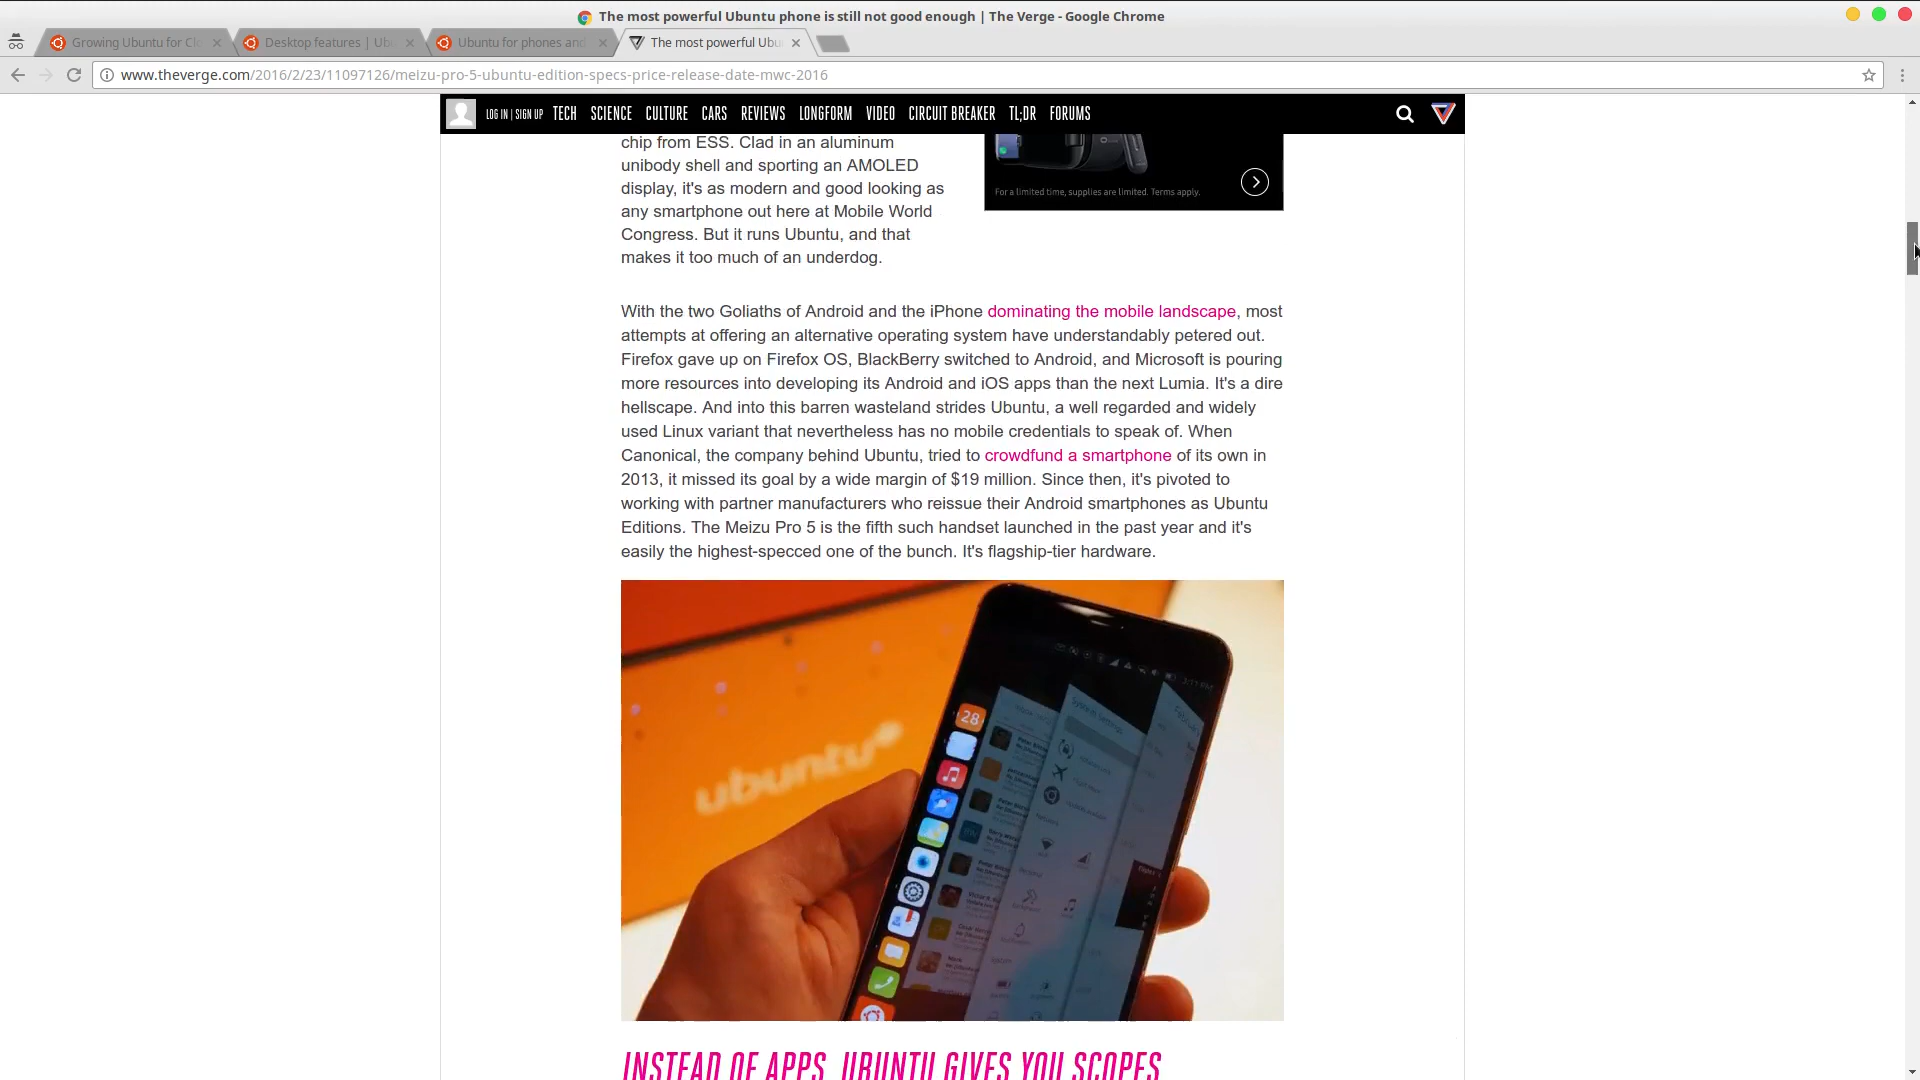 The most powerful Ubuntu phone is still not good enough | The Verge - Google Chrome
Growing Ubuntu for Clo
Desktop features | Ub
Ubuntu for phones and
The most powerful Ubu
www.theverge.com/2016/2/23/11097126/meizu-pro-5-ubuntu-edition-specs-price-release-date-mwc-2016
LOG IN | SIGN UP TECH SCIENCE CULTURE CARS REVIEWS LONGFORM VIDEO CIRCUIT BREAKER TL;DR FORUMS
chip from ESS. Clad in an aluminum
unibody shell and sporting an AMOLED
display, it's as modern and good looking as
any smartphone out here at Mobile World
Congress. But it runs Ubuntu, and that
makes it too much of an underdog.
For a limited time, supplies are limited. Terms apply.
With the two Goliaths of Android and the iPhone dominating the mobile landscape, most
attempts at offering an alternative operating system have understandably petered out.
Firefox gave up on Firefox OS, BlackBerry switched to Android, and Microsoft is pouring
more resources into developing its Android and iOS apps than the next Lumia. It's a dire
hellscape. And into this barren wasteland strides Ubuntu, a well regarded and widely
used Linux variant that nevertheless has no mobile credentials to speak of. When
Canonical, the company behind Ubuntu, tried to crowdfund a smartphone of its own in
2013, it missed its goal by a wide margin of $19 million. Since then, it's pivoted to
working with partner manufacturers who reissue their Android smartphones as Ubuntu
Editions. The Meizu Pro 5 is the fifth such handset launched in the past year and it's
easily the highest-specced one of the bunch. It's flagship-tier hardware.
ubuntu
28
System Settings
INSTEAD OF APPS, UBUNTU GIVES YOU SCOPES